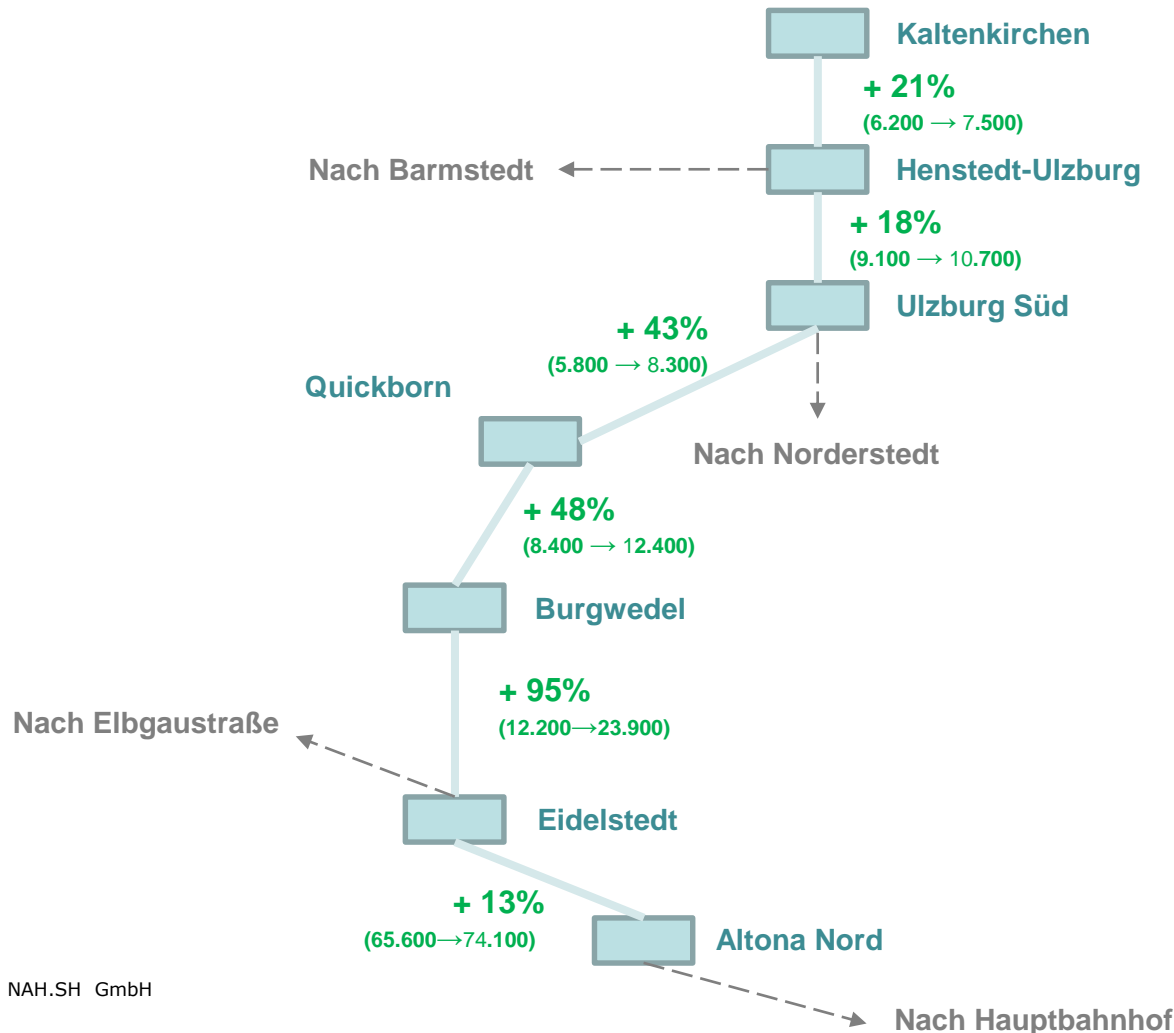 Kaltenkirchen
+ 21%
(6.200 → 7.500)
Nach Barmstedt
Henstedt-Ulzburg
+ 18%
(9.100 → 10.700)
Ulzburg Süd
+ 43%
(5.800 → 8.300)
Quickborn
Nach Norderstedt
+ 48%
(8.400 → 12.400)
Burgwedel
+ 95%
(12.200→23.900)
Nach Elbgaustraße
Eidelstedt
+ 13%
(65.600→74.100)
Altona Nord
NAH.SH GmbH
Nach Hauptbahnhof